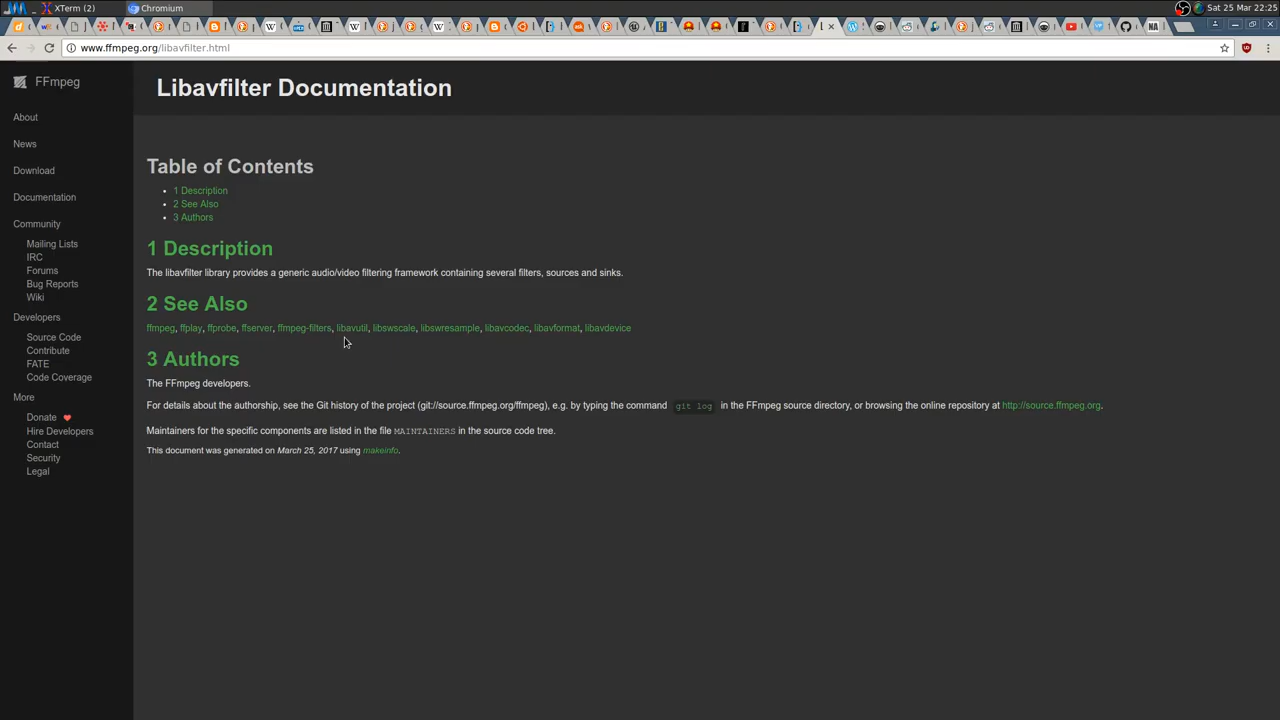 XTerm (2)
Chromium
Sat 25 Mar 22:25
www.ffmpeg.org/libavfilter.html
FFmpeg
About
News
Download
Documentation
Community
Mailing Lists
IRC
Forums
Bug Reports
Wiki
Developers
Source Code
Contribute
FATE
Code Coverage
More
Donate
Hire Developers
Contact
Security
Legal
Libavfilter Documentation
Table of Contents
1 Description
2 See Also
3 Authors
1 Description
The libavfilter library provides a generic audio/video filtering framework containing several filters, sources and sinks.
2 See Also
ffmpeg, ffplay, ffprobe, ffserver, ffmpeg-filters, libavutil, libswscale, libswresample, libavcodec, libavformat, libavdevice
3 Authors
The FFmpeg developers.
For details about the authorship, see the Git history of the project (git://source.ffmpeg.org/ffmpeg), e.g. by typing the command git log in the FFmpeg source directory, or browsing the online repository at http://source.ffmpeg.org.
Maintainers for the specific components are listed in the file MAINTAINERS in the source code tree.
This document was generated on March 25, 2017 using makeinfo.